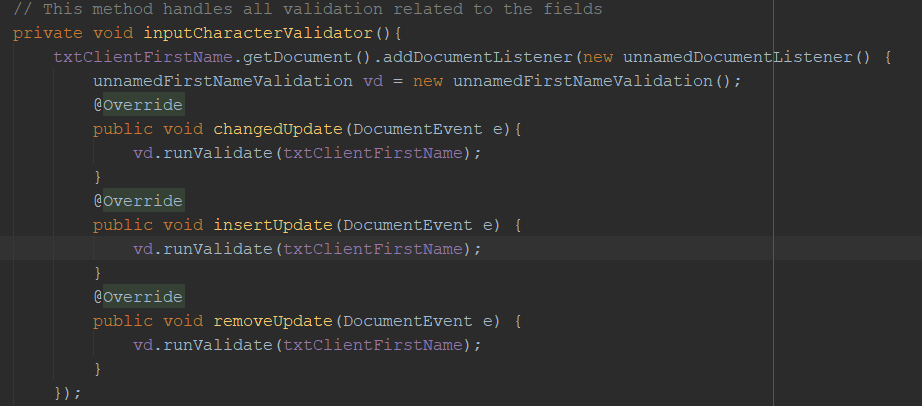 // This method handles all validation related to the fields
private void inputCharacterValidator(){
    txtClientFirstName.getDocument().addDocumentListener(new unnamedDocumentListener() {
        unnamedFirstNameValidation vd = new unnamedFirstNameValidation();
        @Override
        public void changedUpdate(DocumentEvent e){
            vd.runValidate(txtClientFirstName);
        }
        @Override
        public void insertUpdate(DocumentEvent e) {
            vd.runValidate(txtClientFirstName);
        }
        @Override
        public void removeUpdate(DocumentEvent e) {
            vd.runValidate(txtClientFirstName);
        }
    });